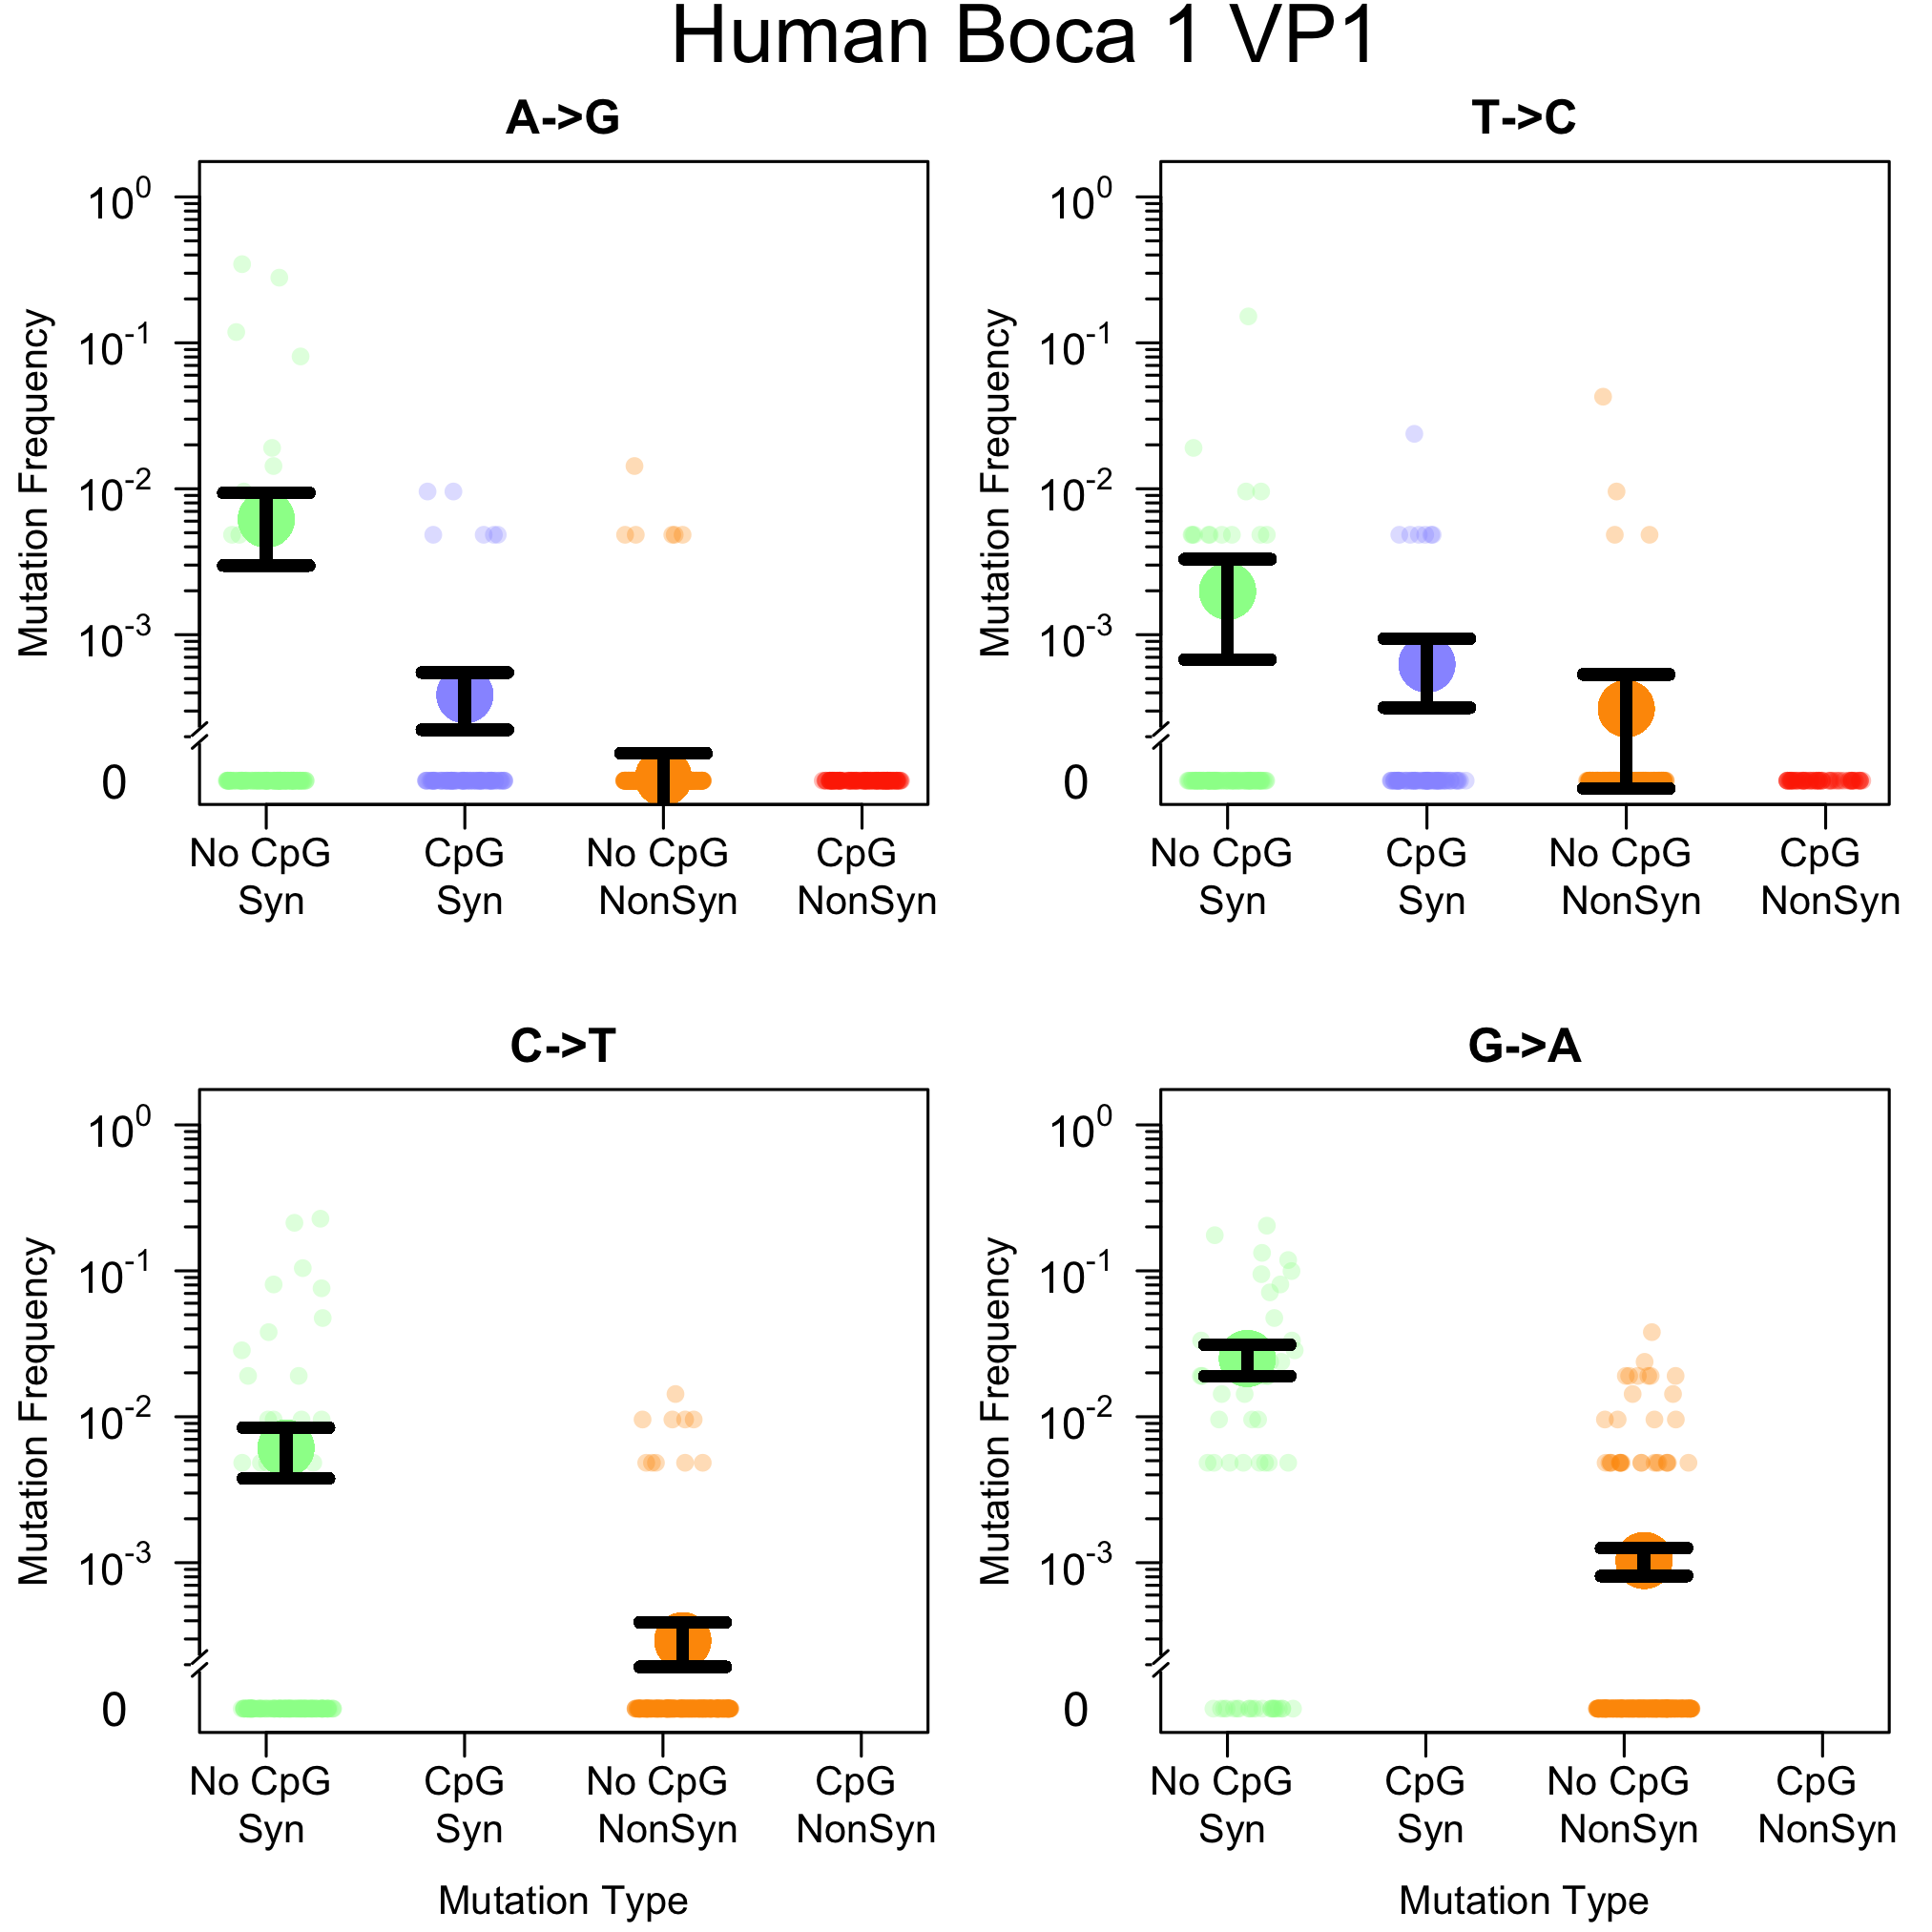 Human Boca 1 VP1
A->G
Mutation Frequency
10^0
10^-1
10^-2
10^-3
0
No CpG CpG No CpG CpG
Syn Syn NonSyn NonSyn
T->C
Mutation Frequency
10^0
10^-1
10^-2
10^-3
0
No CpG CpG No CpG CpG
Syn Syn NonSyn NonSyn
C->T
Mutation Frequency
10^0
10^-1
10^-2
10^-3
0
No CpG CpG No CpG CpG
Syn Syn NonSyn NonSyn
Mutation Type
G->A
Mutation Frequency
10^0
10^-1
10^-2
10^-3
0
No CpG CpG No CpG CpG
Syn Syn NonSyn NonSyn
Mutation Type